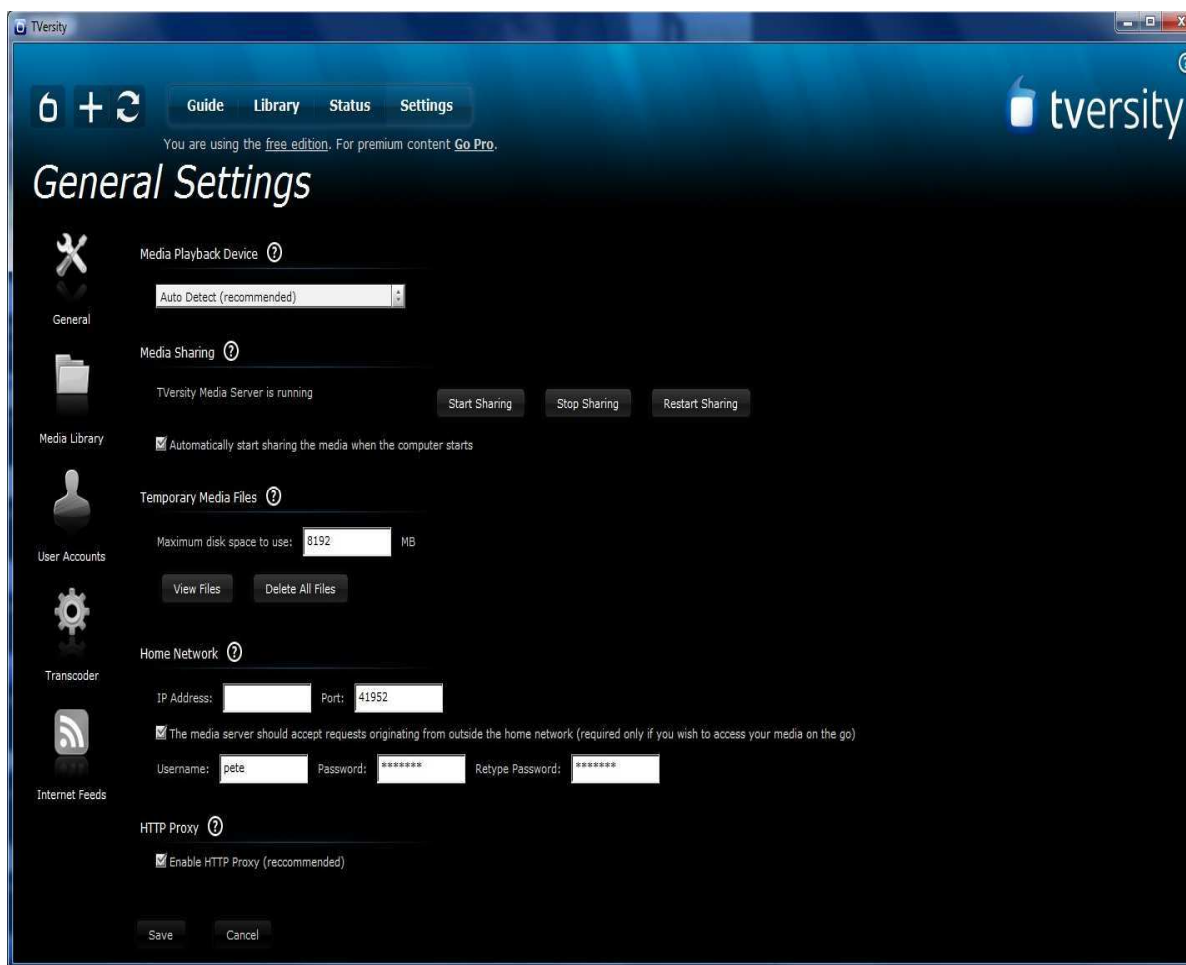 TVersity
Guide Library Status Settings
tversity
You are using the free edition. For premium content Go Pro.
General Settings
General
Media Library
User Accounts
Transcoder
Internet Feeds
Media Playback Device ?
Auto Detect (recommended)
Media Sharing ?
TVersity Media Server is running
Start Sharing Stop Sharing Restart Sharing
Automatically start sharing the media when the computer starts
Temporary Media Files ?
Maximum disk space to use: 8192 MB
View Files Delete All Files
Home Network ?
IP Address: Port: 41952
The media server should accept requests originating from outside the home network (required only if you wish to access your media on the go)
Username: pete Password: ******* Retype Password: *******
HTTP Proxy ?
Enable HTTP Proxy (reccommended)
Save Cancel